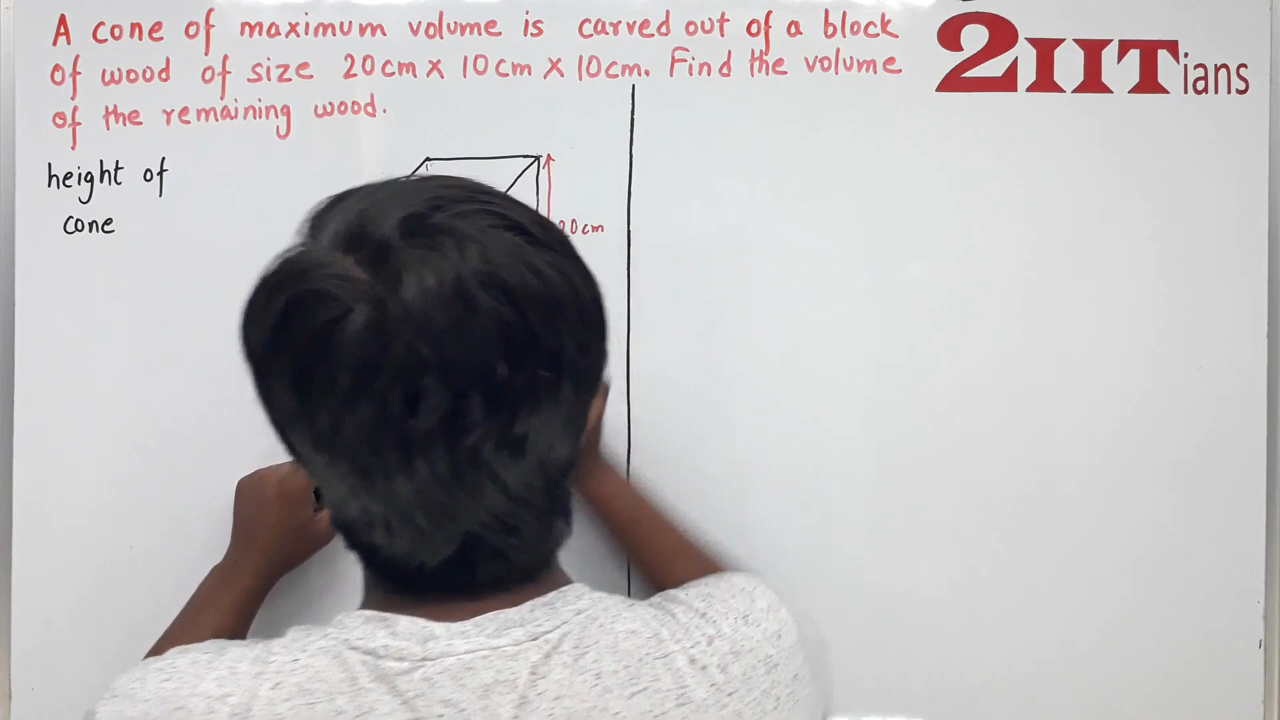 A cone of maximum volume is carved out of a block
of wood of size 20cm x 10cm x 10cm. Find the volume
of the remaining wood.
2IITians
height of
cone
20cm